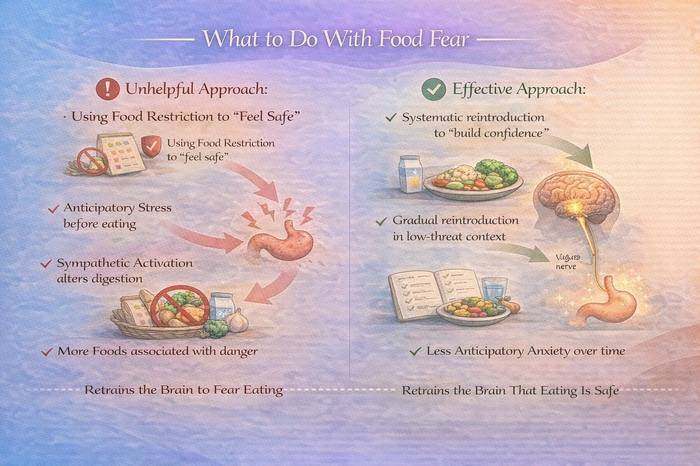 What to Do With Food Fear
Unhelpful Approach:
· Using Food Restriction to “Feel Safe”
Using Food Restriction
to “feel safe”
Anticipatory Stress
before eating
Sympathetic Activation
alters digestion
More Foods associated with danger
Retrains the Brain to Fear Eating
Effective Approach:
Systematic reintroduction
to “build confidence”
Gradual reintroduction
in low-threat context
nerve
Less Anticipatory Anxiety over time
Retrains the Brain That Eating Is Safe